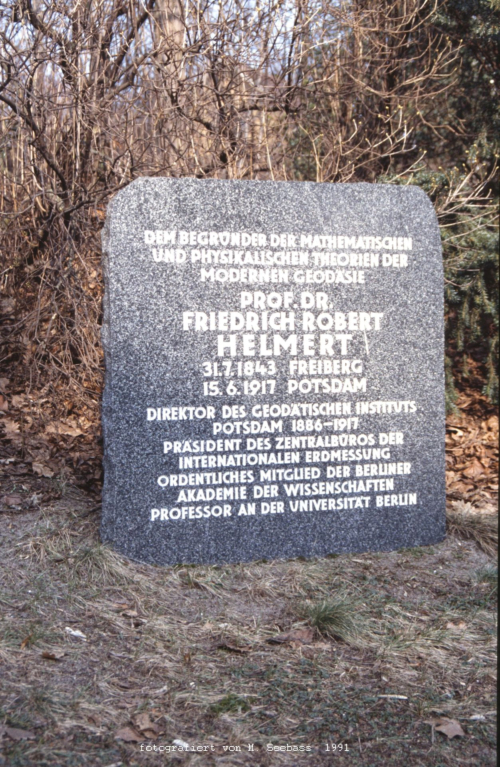 DEM BEGRÜNDER DER MATHEMATISCHEN
UND PHYSIKALISCHEN THEORIEN DER
MODERNEN GEODÄSIE
PROF. DR.
FRIEDRICH ROBERT
HELMERT
31.7.1843 FREIBERG
15.6.1917 POTSDAM
DIREKTOR DES GEODÄTISCHEN INSTITUTS
POTSDAM 1886–1917
PRÄSIDENT DES ZENTRALBÜROS DER
INTERNATIONALEN ERDMESSUNG
ORDENTLICHES MITGLIED DER BERLINER
AKADEMIE DER WISSENSCHAFTEN
PROFESSOR AN DER UNIVERSITÄT BERLIN
fotografiert von M. Seebass 1991